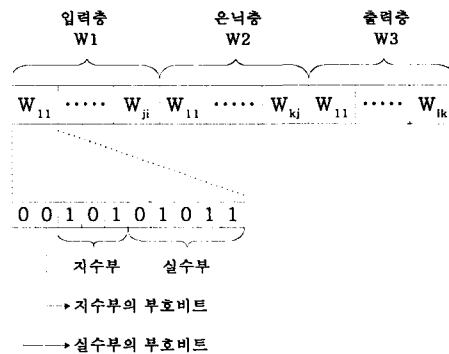 입력층 은닉층 출력층
W1 W2 W3
W11 ····· Wji W11 ····· Wkj W11 ····· Wlk
0 0 1 0 1 0 1 0 1 1
지수부 실수부
지수부의 부호비트
실수부의 부호비트